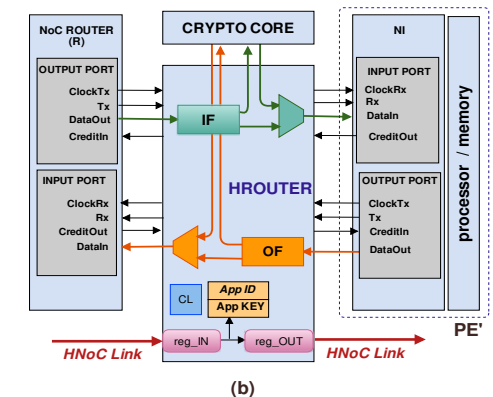 NoC ROUTER
(R)
CRYPTO CORE
NI
OUTPUT PORT
ClockTx
Tx
DataOut
CreditIn
IF
INPUT PORT
ClockRx
Rx
DataIn
CreditOut
processor / memory
HROUTER
INPUT PORT
ClockRx
Rx
CreditOut
DataIn
OUTPUT PORT
ClockTx
Tx
CreditIn
DataOut
OF
CL
App ID
App KEY
PE'
reg_IN
reg_OUT
HNoC Link
HNoC Link
(b)